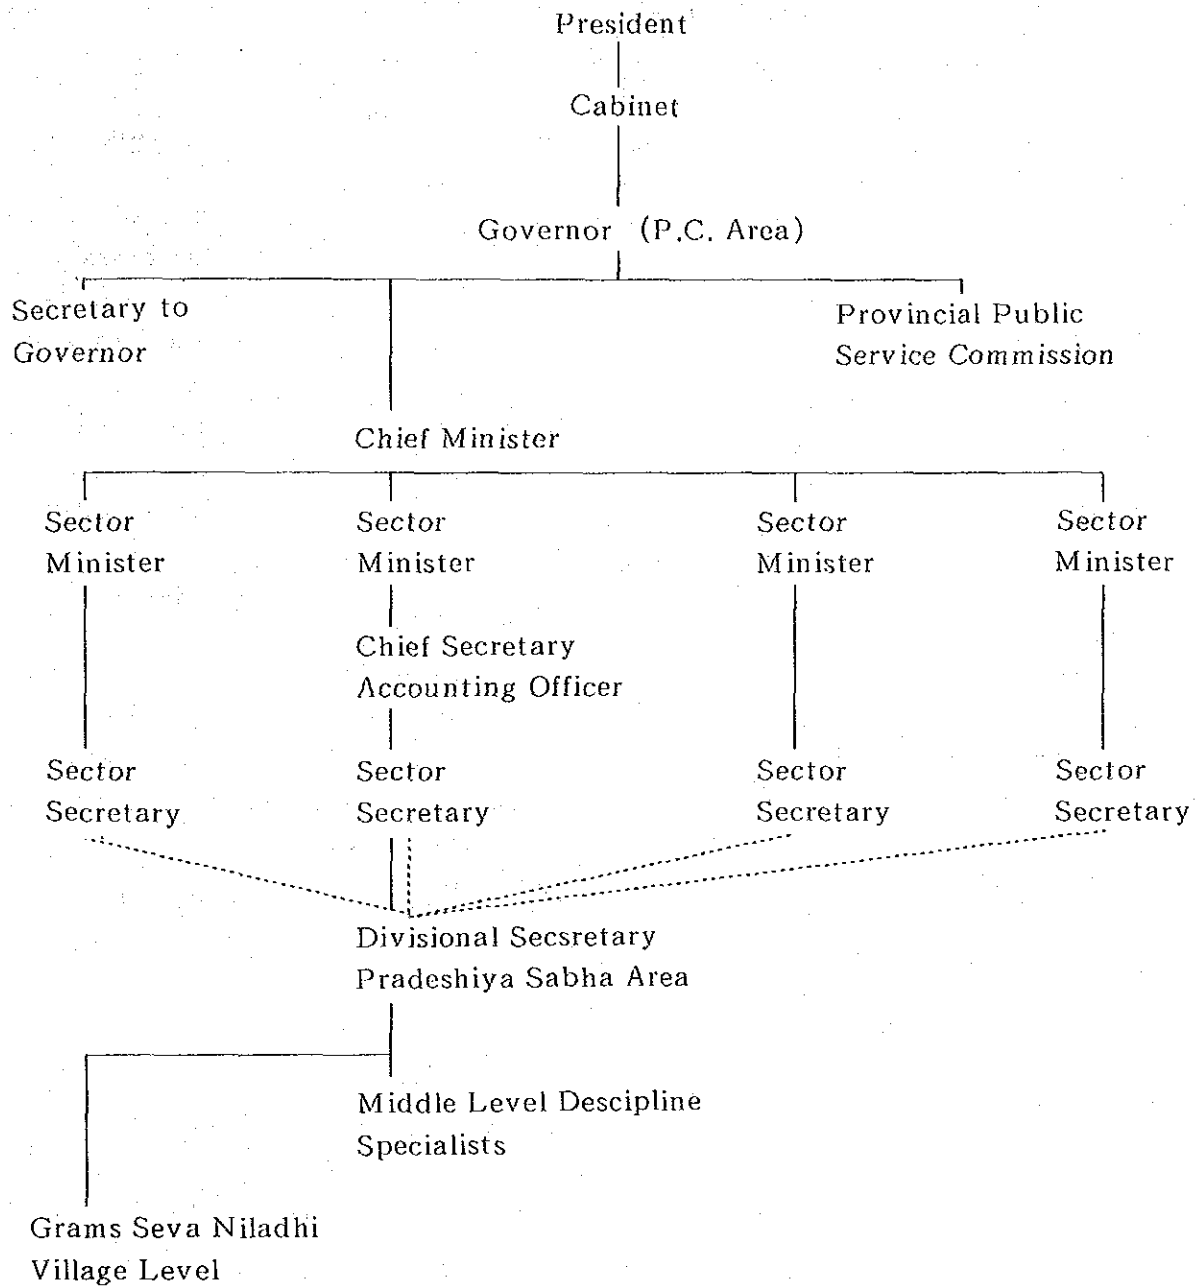 President
Cabinet
Governor (P.C. Area)
Secretary to
Governor
Provincial Public
Service Commission
Chief Minister
Sector
Minister
Sector
Minister
Sector
Minister
Sector
Minister
Chief Secretary
Accounting Officer
Sector
Secretary
Sector
Secretary
Sector
Secretary
Sector
Secretary
Divisional Secsretary
Pradeshiya Sabha Area
Middle Level Descipline
Specialists
Grams Seva Niladhi
Village Level